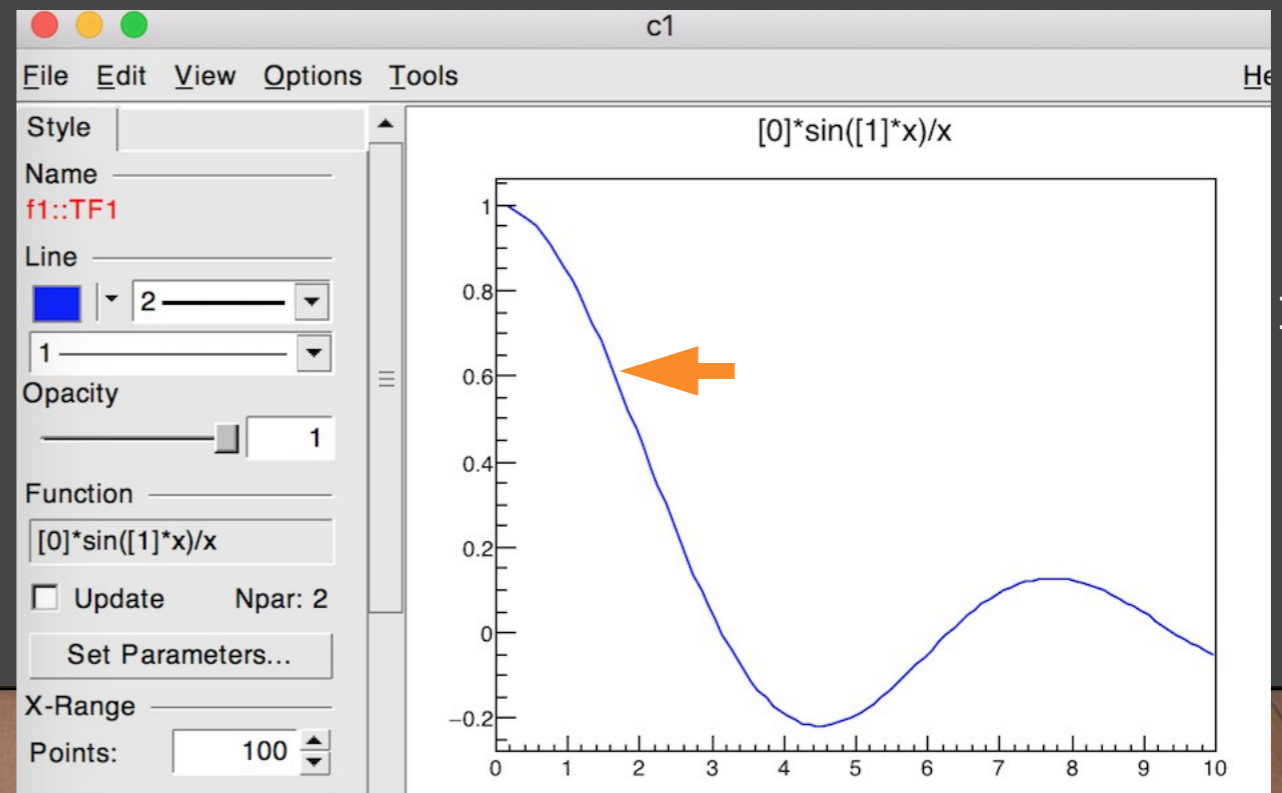 c1
File Edit View Options Tools
Style
Name
f1::TF1
Line
2
1
Opacity
1
Function
[0]*sin([1]*x)/x
Update Npar: 2
Set Parameters...
X-Range
Points: 100
[0]*sin([1]*x)/x
1
0.8
0.6
0.4
0.2
0
−0.2
0 1 2 3 4 5 6 7 8 9 10